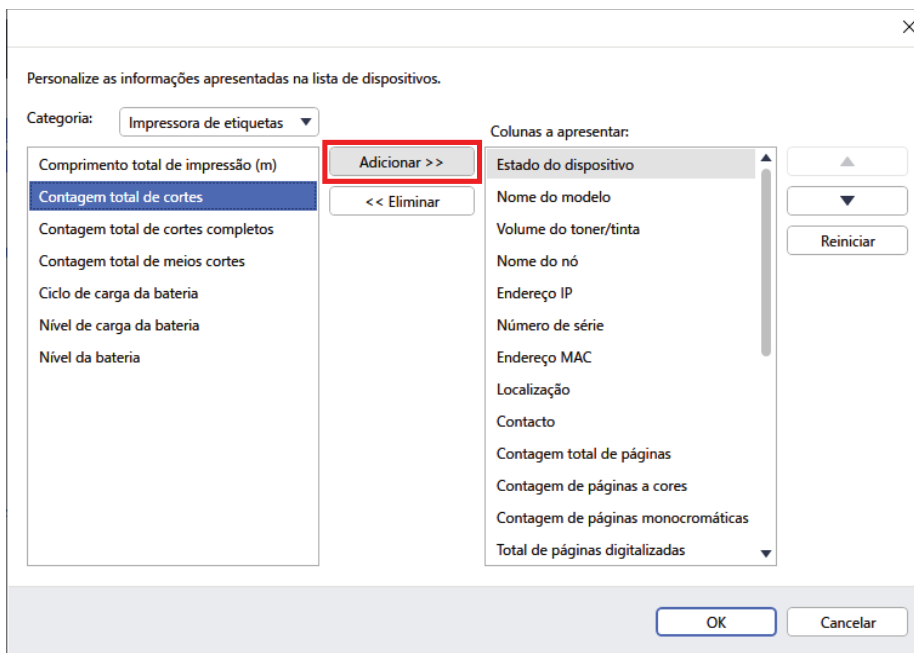 Personalize as informações apresentadas na lista de dispositivos.
Categoria:
Impressora de etiquetas
Comprimento total de impressão (m)
Contagem total de cortes
Contagem total de cortes completos
Contagem total de meios cortes
Ciclo de carga da bateria
Nível de carga da bateria
Nível da bateria
Adicionar >>
<< Eliminar
Colunas a apresentar:
Estado do dispositivo
Nome do modelo
Volume do toner/tinta
Nome do nó
Endereço IP
Número de série
Endereço MAC
Localização
Contacto
Contagem total de páginas
Contagem de páginas a cores
Contagem de páginas monocromáticas
Total de páginas digitalizadas
Reiniciar
OK
Cancelar